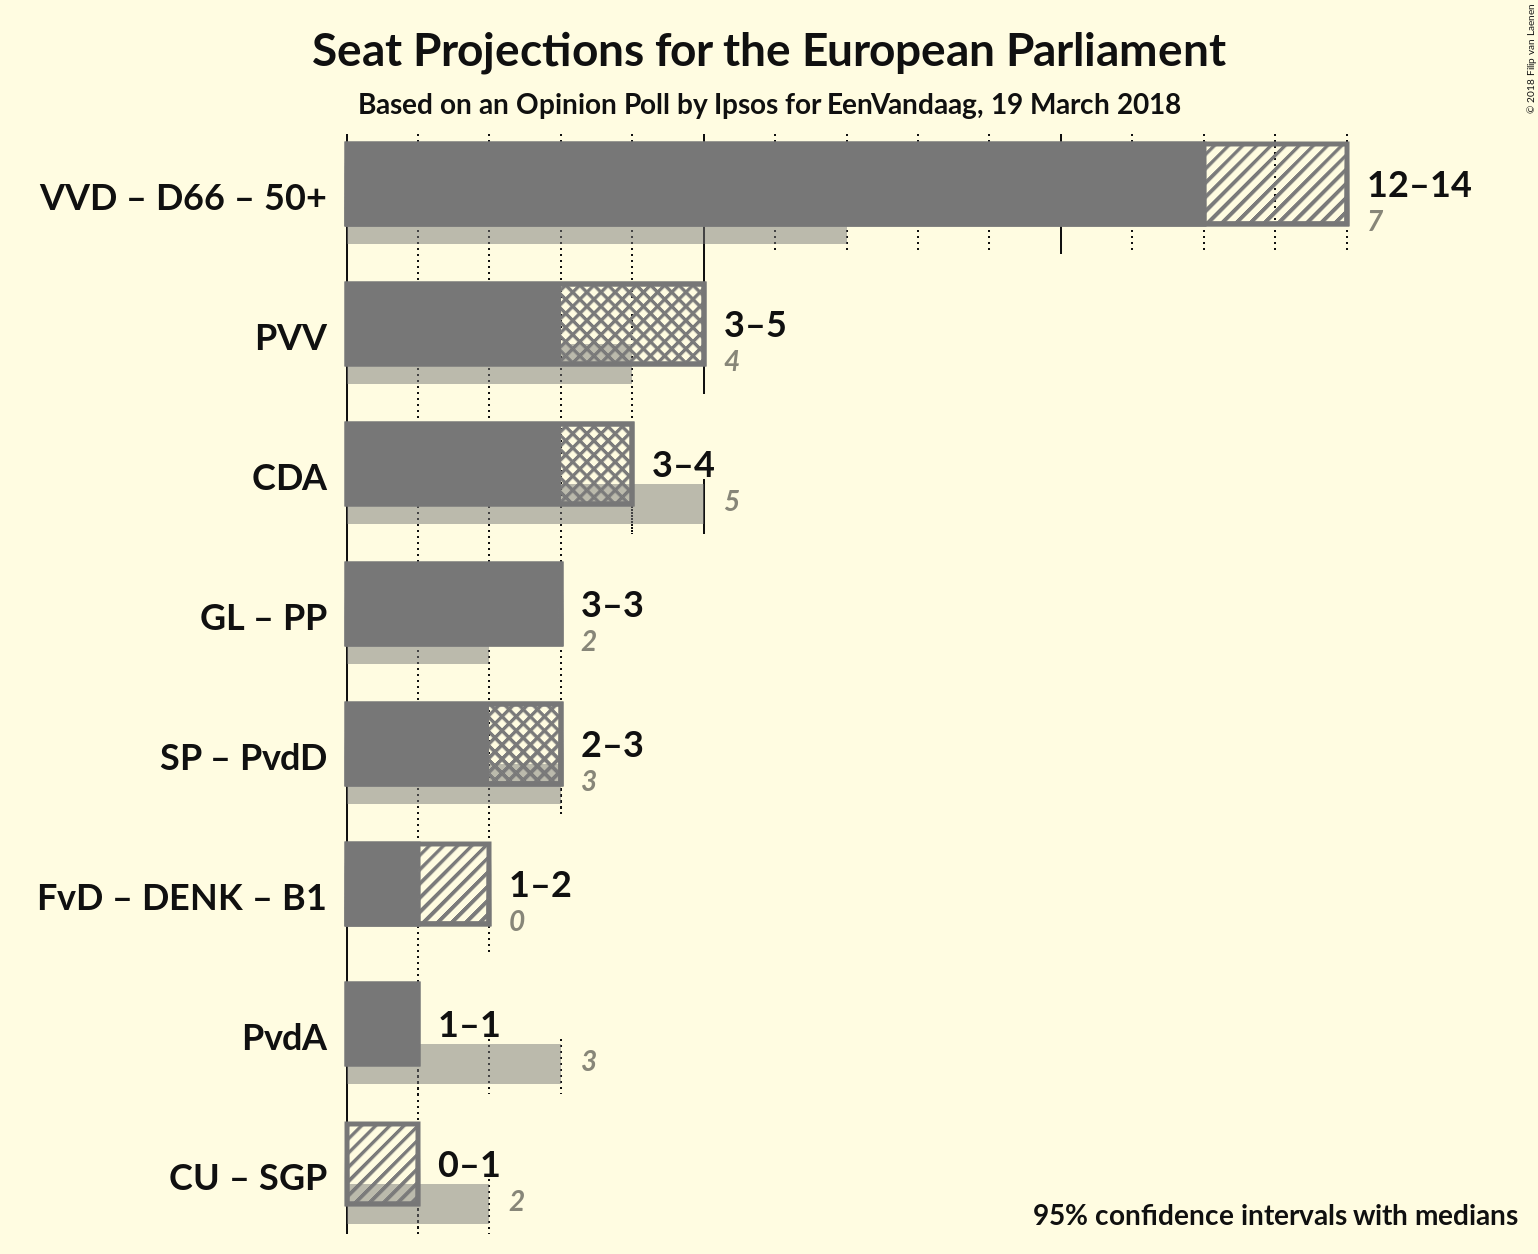 Seat Projections for the European Parliament
Based on an Opinion Poll by Ipsos for EenVandaag, 19 March 2018
© 2018 Filip van Laenen
VVD – D66 – 50+
12–14
7
PVV
3–5
4
CDA
3–4
5
GL – PP
3–3
2
SP – PvdD
2–3
3
FvD – DENK – B1
1–2
0
PvdA
1–1
3
CU – SGP
0–1
2
95% confidence intervals with medians